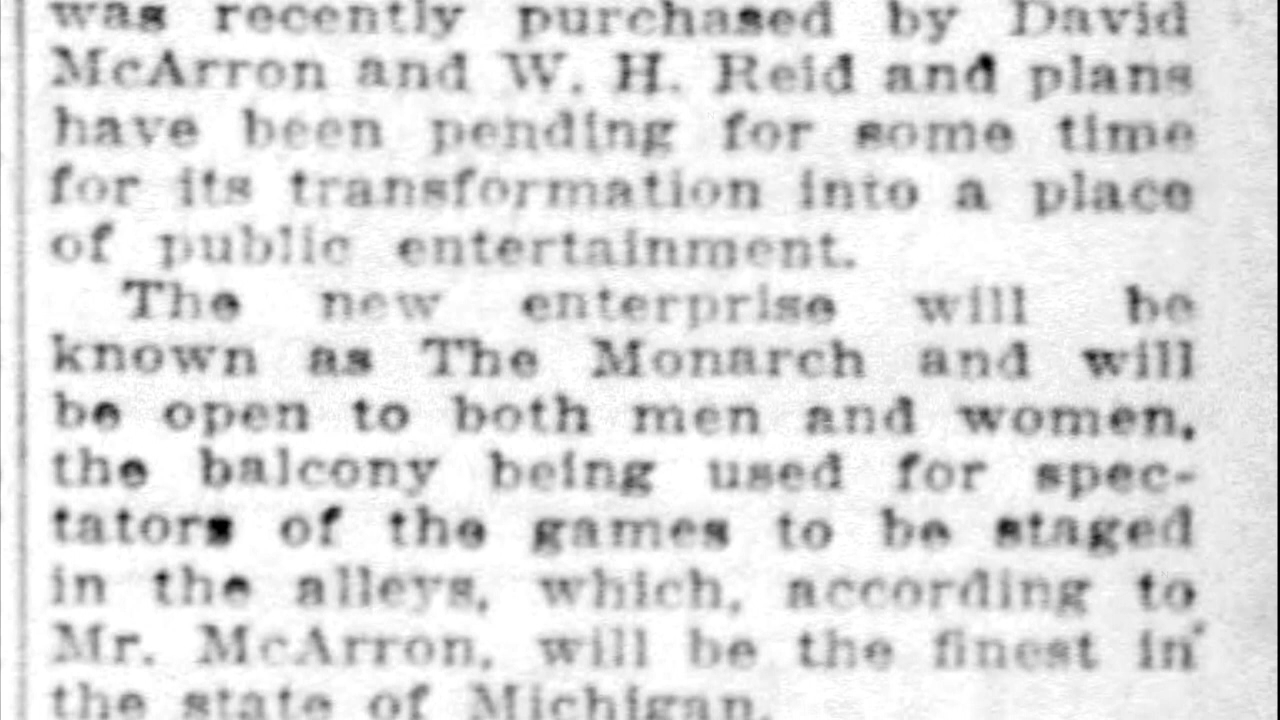 was recently purchased by David
McArron and W. H. Reid and plans
have been pending for some time
for its transformation into a place
of public entertainment.
The new enterprise will be
known as The Monarch and will
be open to both men and women,
the balcony being used for spec-
tators of the games to be staged
in the alleys, which, according to
Mr. McArron, will be the finest in
the state of Michigan.